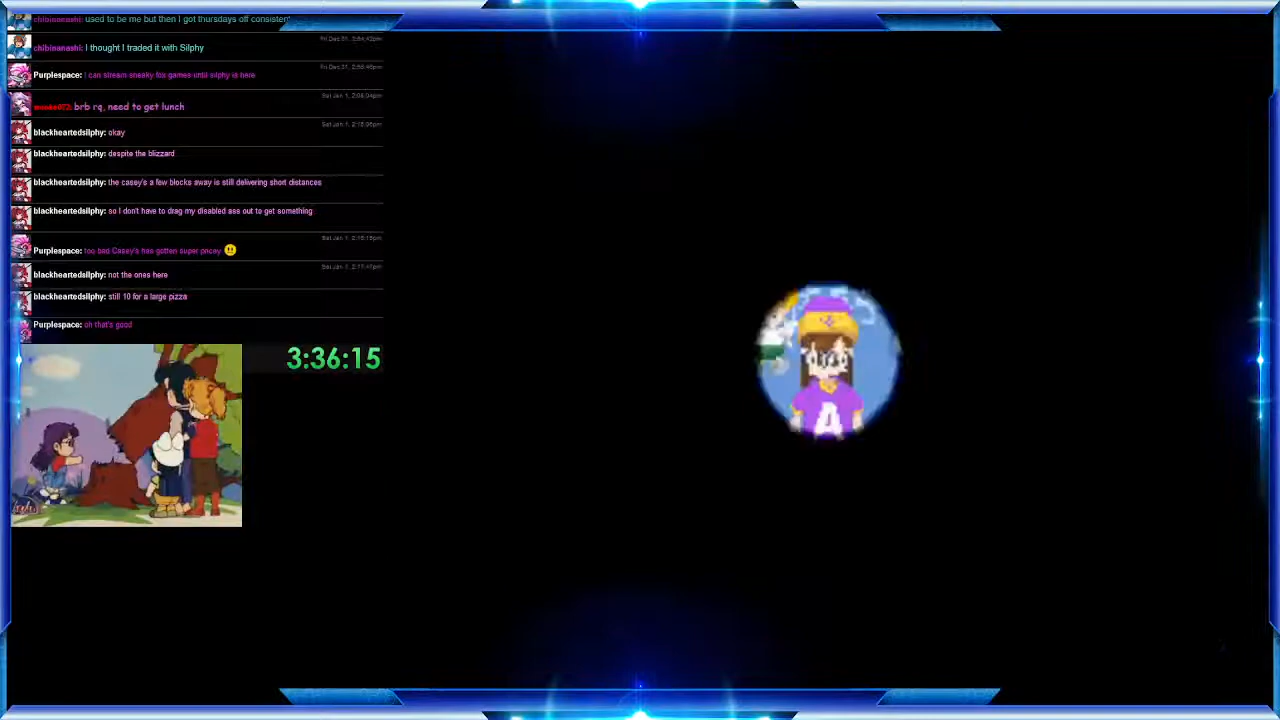 chibinanashi: used to be me but then I got thursdays off consistent
chibinanashi: I thought I traded it with Silphy
Purplespace: I can stream sneaky fox games until silphy is here
brb rq, need to get lunch
blackheartedsilphy: okay
blackheartedsilphy: despite the blizzard
blackheartedsilphy: the casey's a few blocks away is still delivering short distances
blackheartedsilphy: so I don't have to drag my disabled ass out to get something
Purplespace: too bad Casey's has gotten super pricey
blackheartedsilphy: not the ones here
blackheartedsilphy: still 10 for a large pizza
Purplespace: oh that's good
3:36:15
A